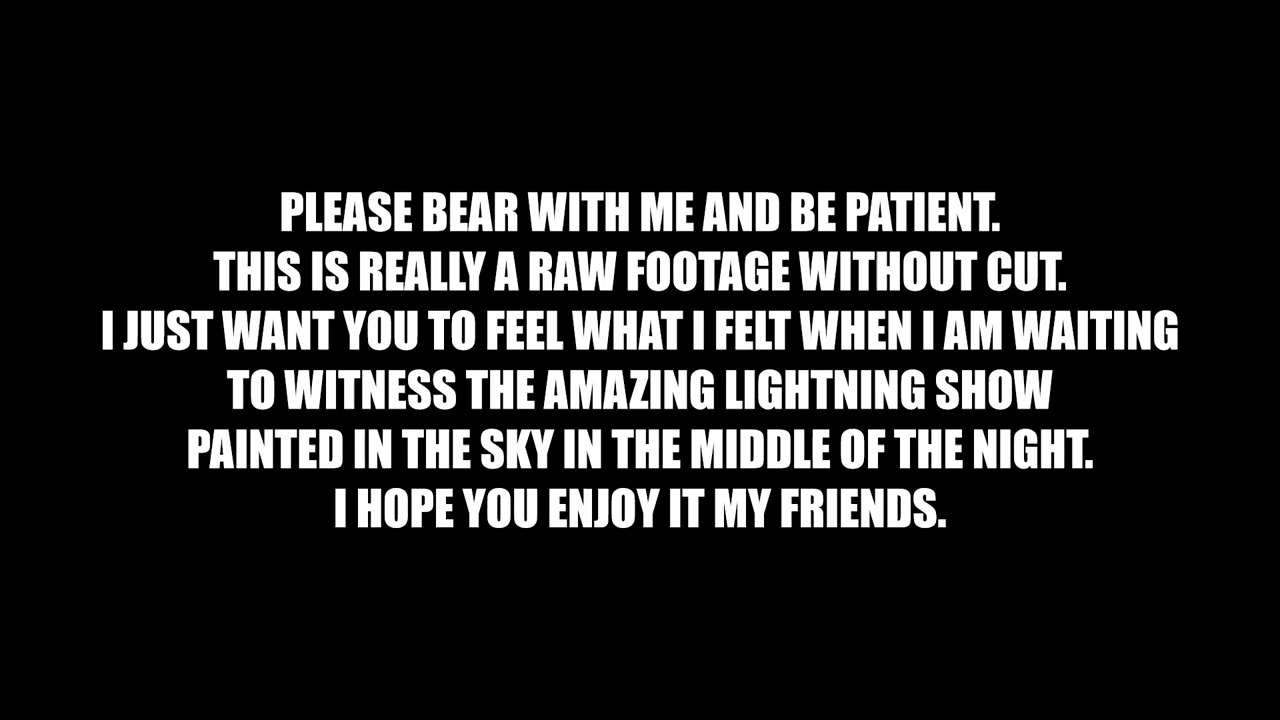 PLEASE BEAR WITH ME AND BE PATIENT.
THIS IS REALLY A RAW FOOTAGE WITHOUT CUT.
I JUST WANT YOU TO FEEL WHAT I FELT WHEN I AM WAITING
TO WITNESS THE AMAZING LIGHTNING SHOW
PAINTED IN THE SKY IN THE MIDDLE OF THE NIGHT.
I HOPE YOU ENJOY IT MY FRIENDS.